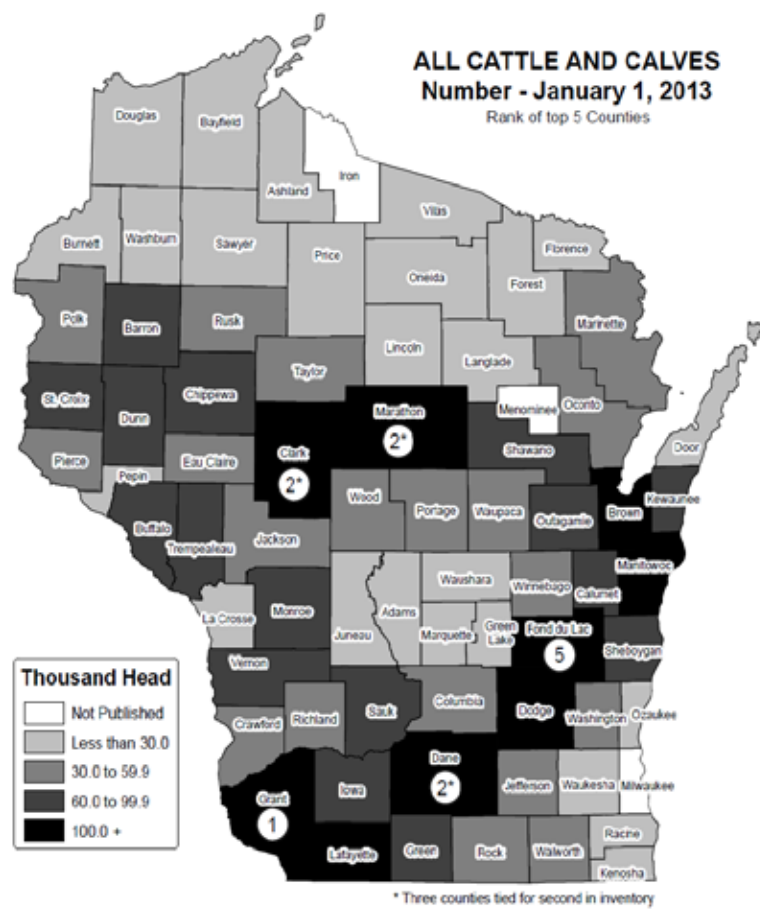 ALL CATTLE AND CALVES
Number - January 1, 2013
Rank of top 5 Counties
Douglas
Bayfield
Iron
Ashland
Vilas
Burnett
Washburn
Sawyer
Price
Florence
Oneida
Forest
Polk
Barron
Rusk
Marinette
Lincoln
Langlade
Taylor
St. Croix
Dunn
Chippewa
Marathon
2*
Menominee
Oconto
Pierce
Pepin
Eau Claire
Clark
2*
Shawano
Door
Wood
Portage
Waupaca
Outagamie
Brown
Kewaunee
Buffalo
Trempealeau
Jackson
Manitowoc
Waushara
Winnebago
Calumet
La Crosse
Monroe
Juneau
Adams
Marquette
Green
Lake
Fond du Lac
5
Sheboygan
Vernon
Thousand Head
Not Published
Less than 30.0
30.0 to 59.9
60.0 to 99.9
100.0 +
Crawford
Richland
Sauk
Columbia
Dodge
Washington
Ozaukee
Grant
1
Iowa
Dane
2*
Jefferson
Waukesha
Milwaukee
Lafayette
Green
Rock
Walworth
Racine
Kenosha
* Three counties tied for second in inventory